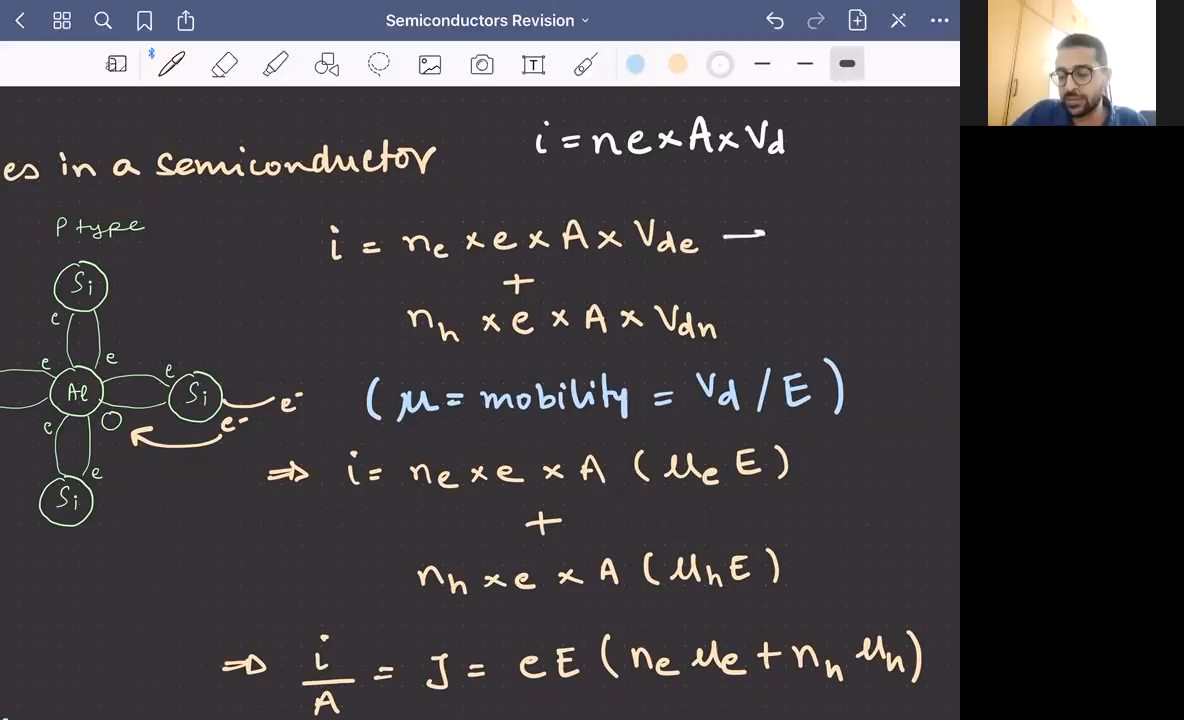 Semiconductors Revision
T
i = ne × A × Vd
es in a semiconductor
P type
i = ne × e × A × Vde →
+
nh × e × A × Vdh
(μ = mobility = Vd / E)
⇒ i = ne × e × A (μe E)
+
nh × e × A (μh E)
⇒ i/A = J = eE (ne μe + nh μh)
Si
e
e
e
e
Al
Si
e-
e
e-
e
Si